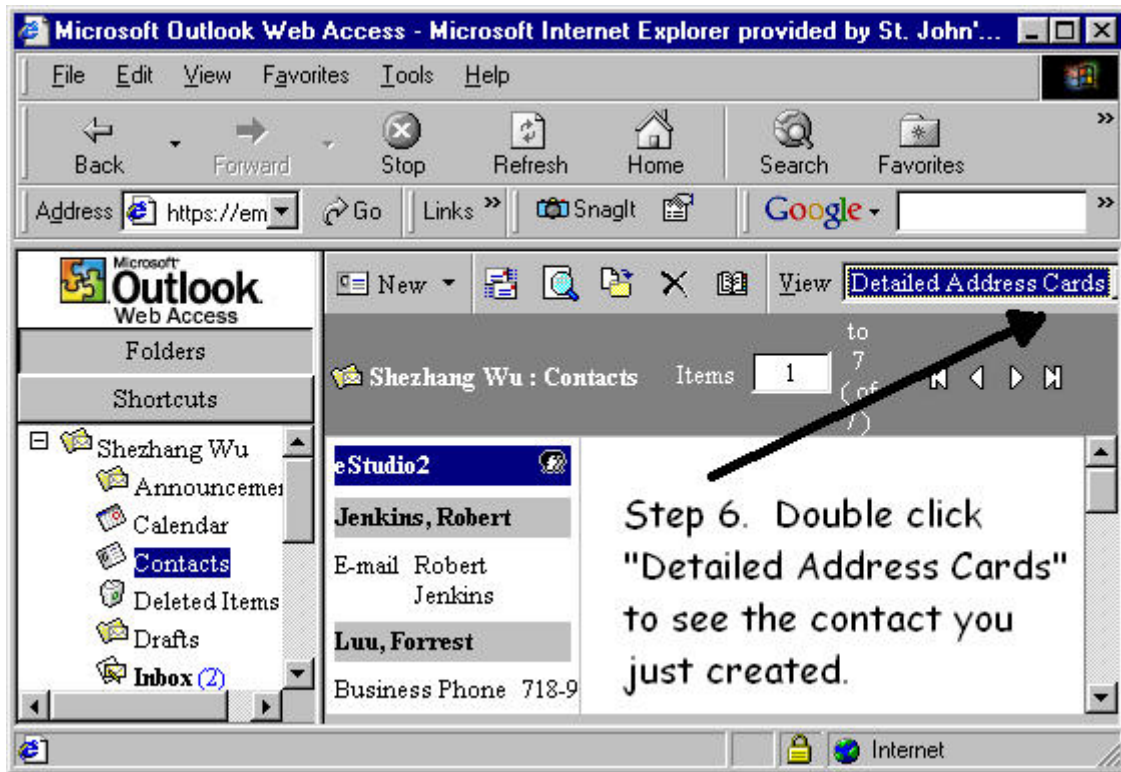 Microsoft Outlook Web Access - Microsoft Internet Explorer provided by St. John'...
File Edit View Favorites Tools Help
Back Forward Stop Refresh Home Search Favorites »
Address https://em Go Links » SnagIt Google »
Microsoft
Outlook
Web Access
New View Detailed Address Cards
Folders
Shortcuts
Shezhang Wu : Contacts Items 1
to
7
(of
7)
Shezhang Wu
Announcemen
Calendar
Contacts
Deleted Items
Drafts
Inbox (2)
eStudio2
Jenkins, Robert
E-mail Robert
Jenkins
Luu, Forrest
Business Phone 718-9
Step 6. Double click
"Detailed Address Cards"
to see the contact you
just created.
Internet